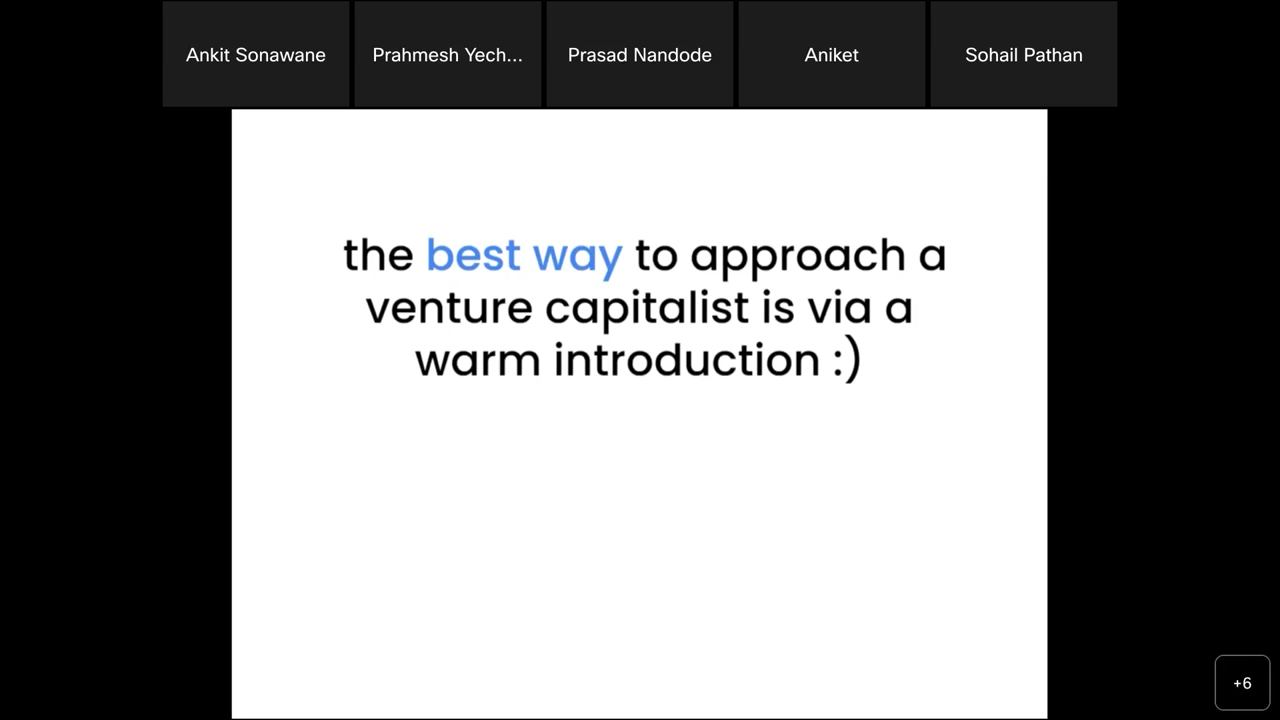 Ankit Sonawane
Prahmesh Yech...
Prasad Nandode
Aniket
Sohail Pathan
the best way to approach a
venture capitalist is via a
warm introduction :)
+6